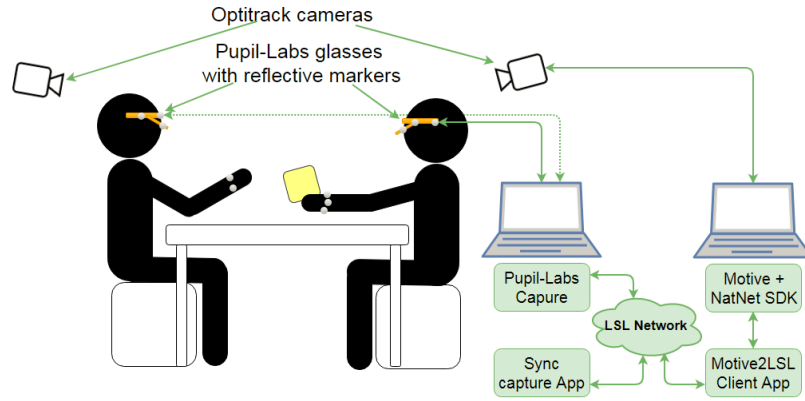 Optitrack cameras
Pupil-Labs glasses
with reflective markers
Pupil-Labs
Capure
Motive +
NatNet SDK
LSL Network
Sync
capture App
Motive2LSL
Client App